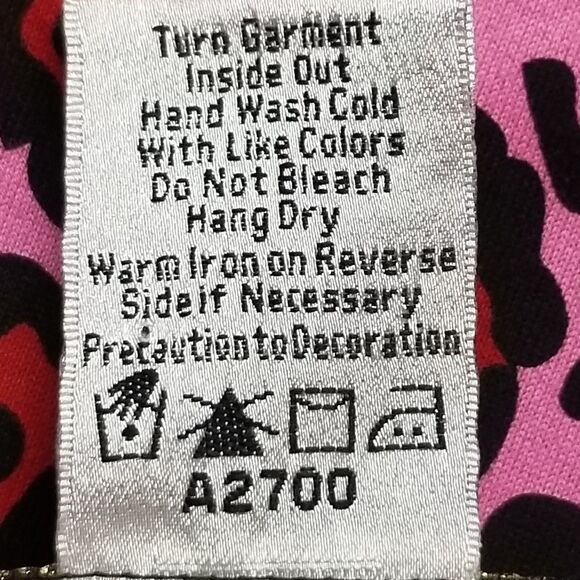 Turn Garment
Inside Out
Hand Wash Cold
With Like Colors
Do Not Bleach
Hang Dry
Warm Iron on Reverse
Side if Necessary
Precaution to Decoration
A2700